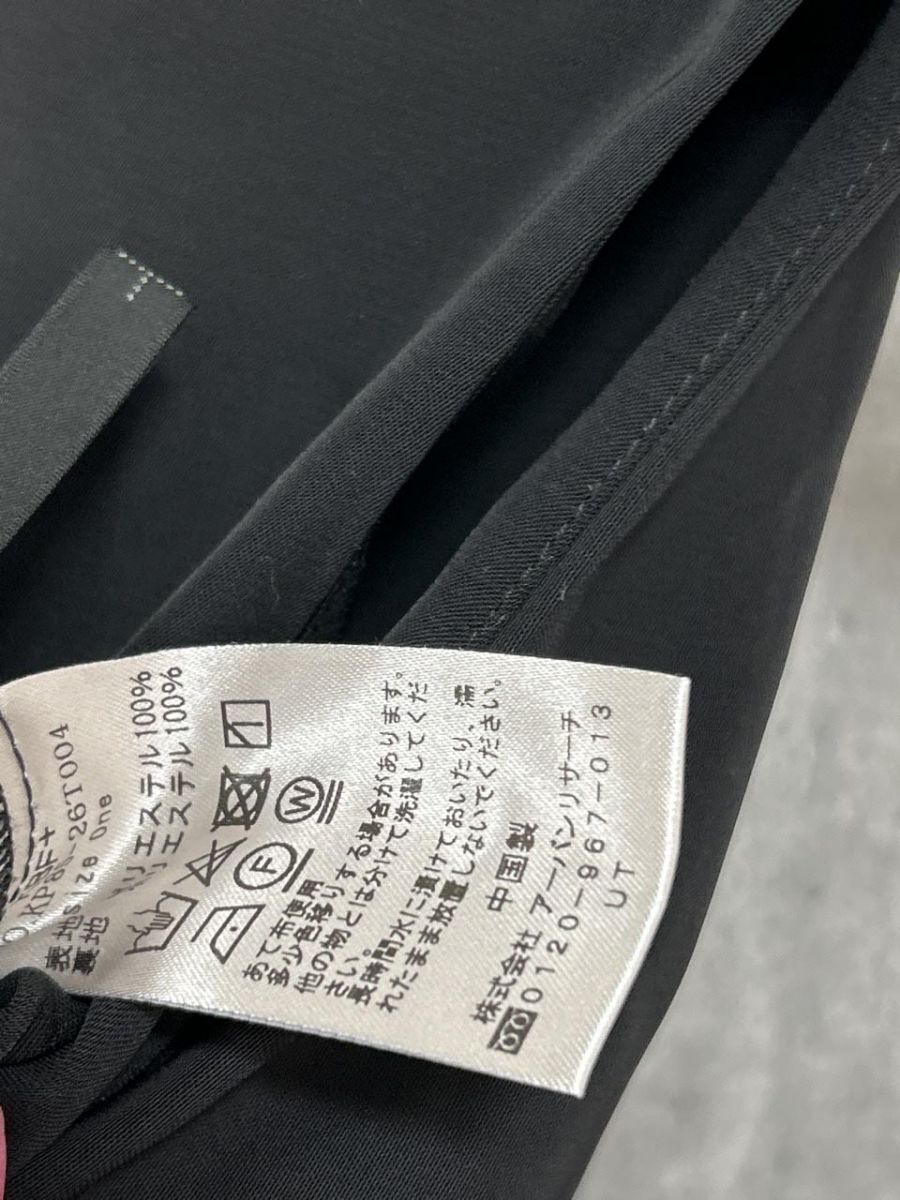 KP86-26T004
Size One
表地 ポリエステル100%
裏地 ポリエステル100%
W
F
あて布使用
多少色移りする場合があります。
他の物とは分けて洗濯してくだ
さい。
長時間水に漬けておいたり、濡
れたまま放置しないでください。
中国製
株式会社 アーバンリサーチ
0120-967-013
UT